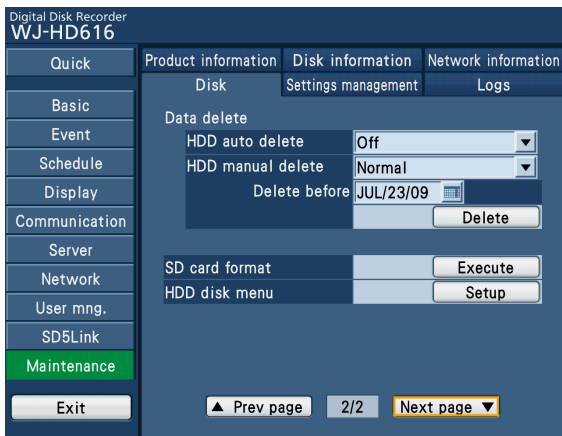 Digital Disk Recorder
WJ-HD616
Quick
Basic
Event
Schedule
Display
Communication
Server
Network
User mng.
SD5Link
Maintenance
Exit
Product information Disk information Network information
Disk Settings management Logs
Data delete
HDD auto delete Off
HDD manual delete Normal
Delete before JUL/23/09
Delete
SD card format Execute
HDD disk menu Setup
▲ Prev page 2/2 Next page ▼